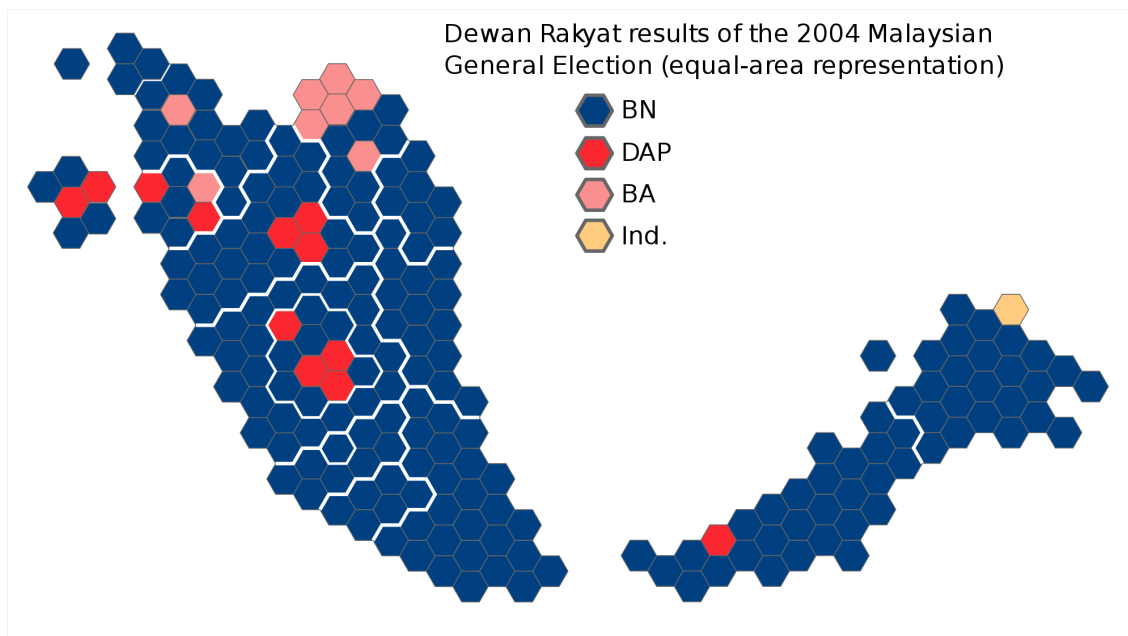 Dewan Rakyat results of the 2004 Malaysian
General Election (equal-area representation)
BN
DAP
BA
Ind.